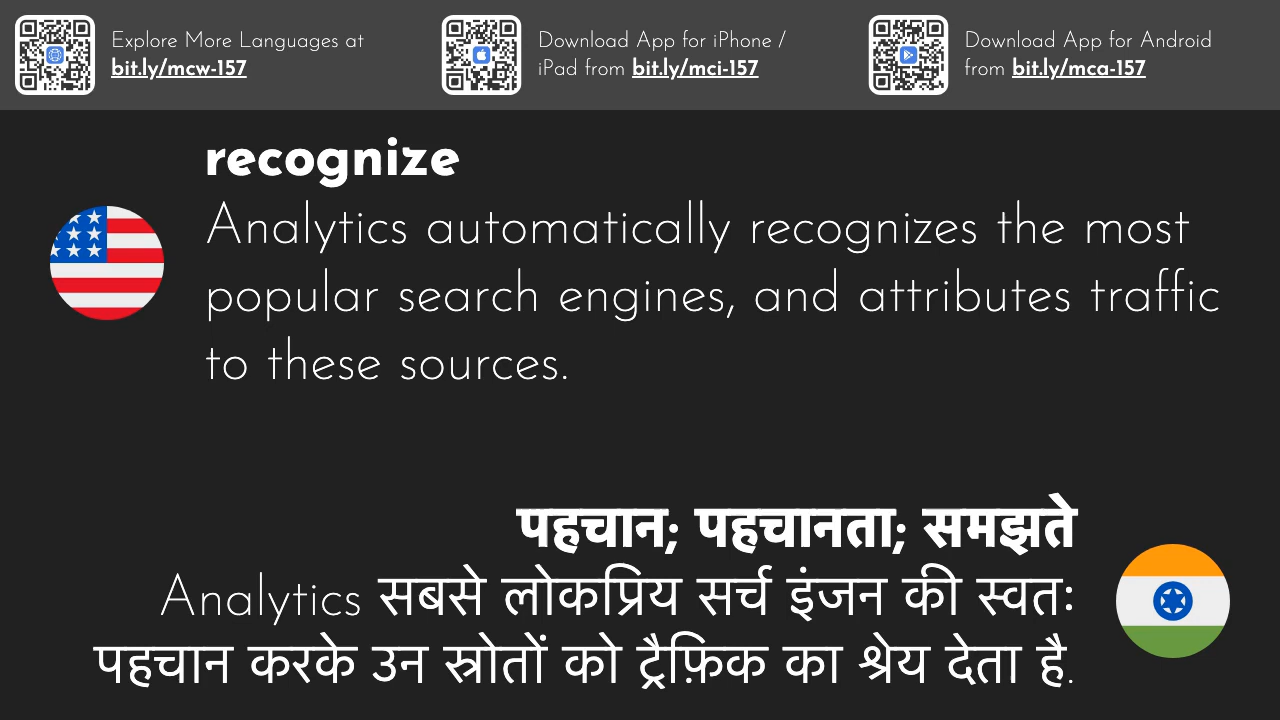 Explore More Languages at
bit.ly/mcw-157
Download App for iPhone /
iPad from bit.ly/mci-157
Download App for Android
from bit.ly/mca-157
recognize
Analytics automatically recognizes the most
popular search engines, and attributes traffic
to these sources.
पहचान; पहचानता; समझते
Analytics सबसे लोकप्रिय सर्च इंजन की स्वतः
पहचान करके उन स्रोतों को ट्रैफ़िक का श्रेय देता है.